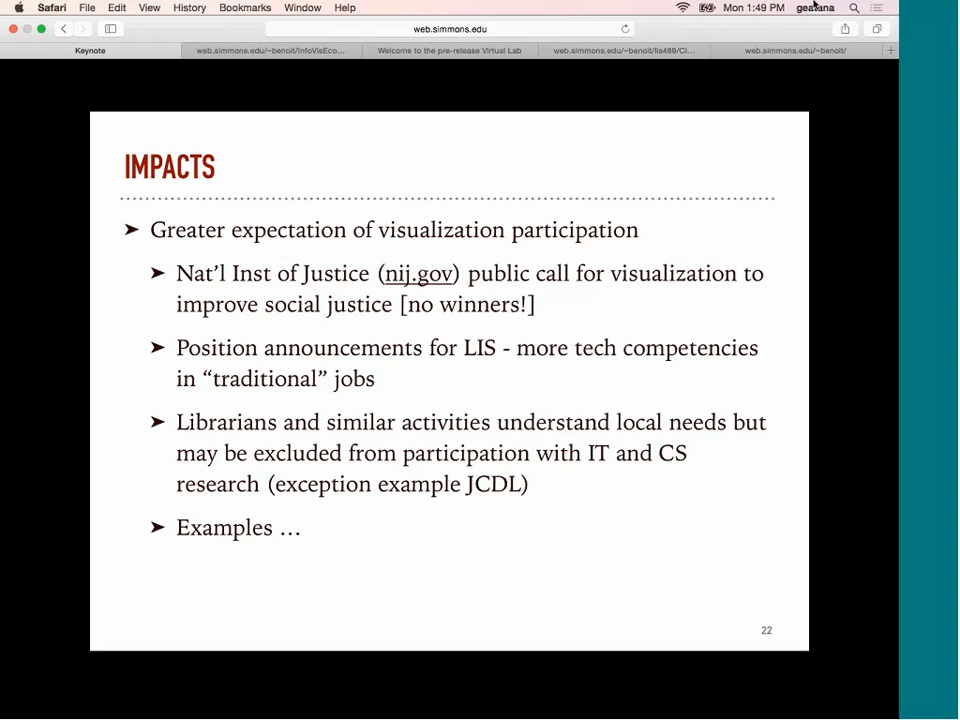 Safari File Edit View History Bookmarks Window Help Mon 1:49 PM
web.simmons.edu
Keynote web.simmons.edu/~benoit/InfoVisEco... Welcome to the pre-release Virtual Lab web.simmons.edu/~benoit/lis489/Cl... web.simmons.edu/~benoit/ +
IMPACTS
➤ Greater expectation of visualization participation
➤ Nat’l Inst of Justice (nij.gov) public call for visualization to
improve social justice [no winners!]
➤ Position announcements for LIS - more tech competencies
in “traditional” jobs
➤ Librarians and similar activities understand local needs but
may be excluded from participation with IT and CS
research (exception example JCDL)
➤ Examples …
22